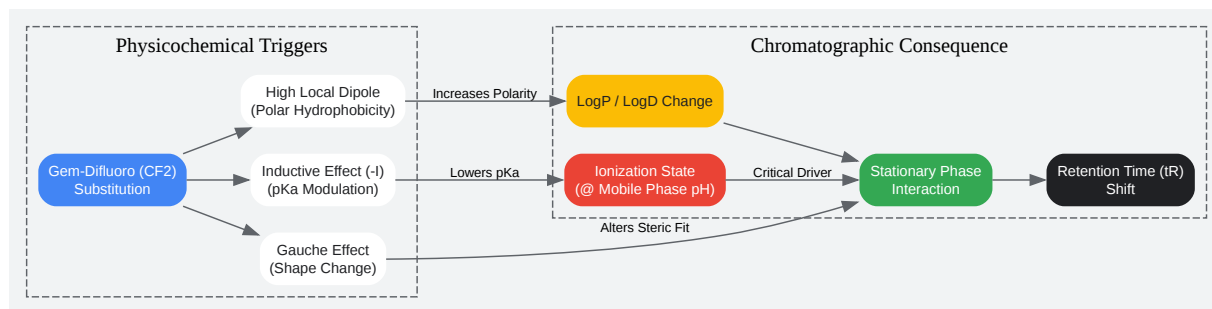 Physicochemical Triggers
Chromatographic Consequence
High Local Dipole
(Polar Hydrophobicity)
Increases Polarity
LogP / LogD Change
Gem-Difluoro (CF2)
Substitution
Inductive Effect (-I)
(pKa Modulation)
Lowers pKa
Ionization State
(@ Mobile Phase pH)
Critical Driver
Stationary Phase
Interaction
Retention Time (tR)
Shift
Alters Steric Fit
Gauche Effect
(Shape Change)